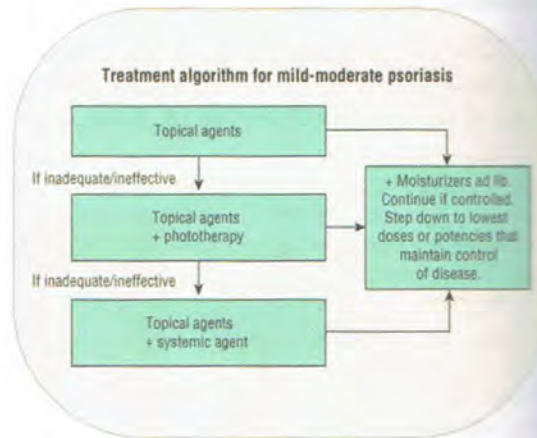 Treatment algorithm for mild-moderate psoriasis
Topical agents
If inadequate/ineffective
Topical agents
+ phototherapy
If inadequate/ineffective
Topical agents
+ systemic agent
+ Moisturizers ad lib.
Continue if controlled.
Step down to lowest
doses or potencies that
maintain control
of disease.